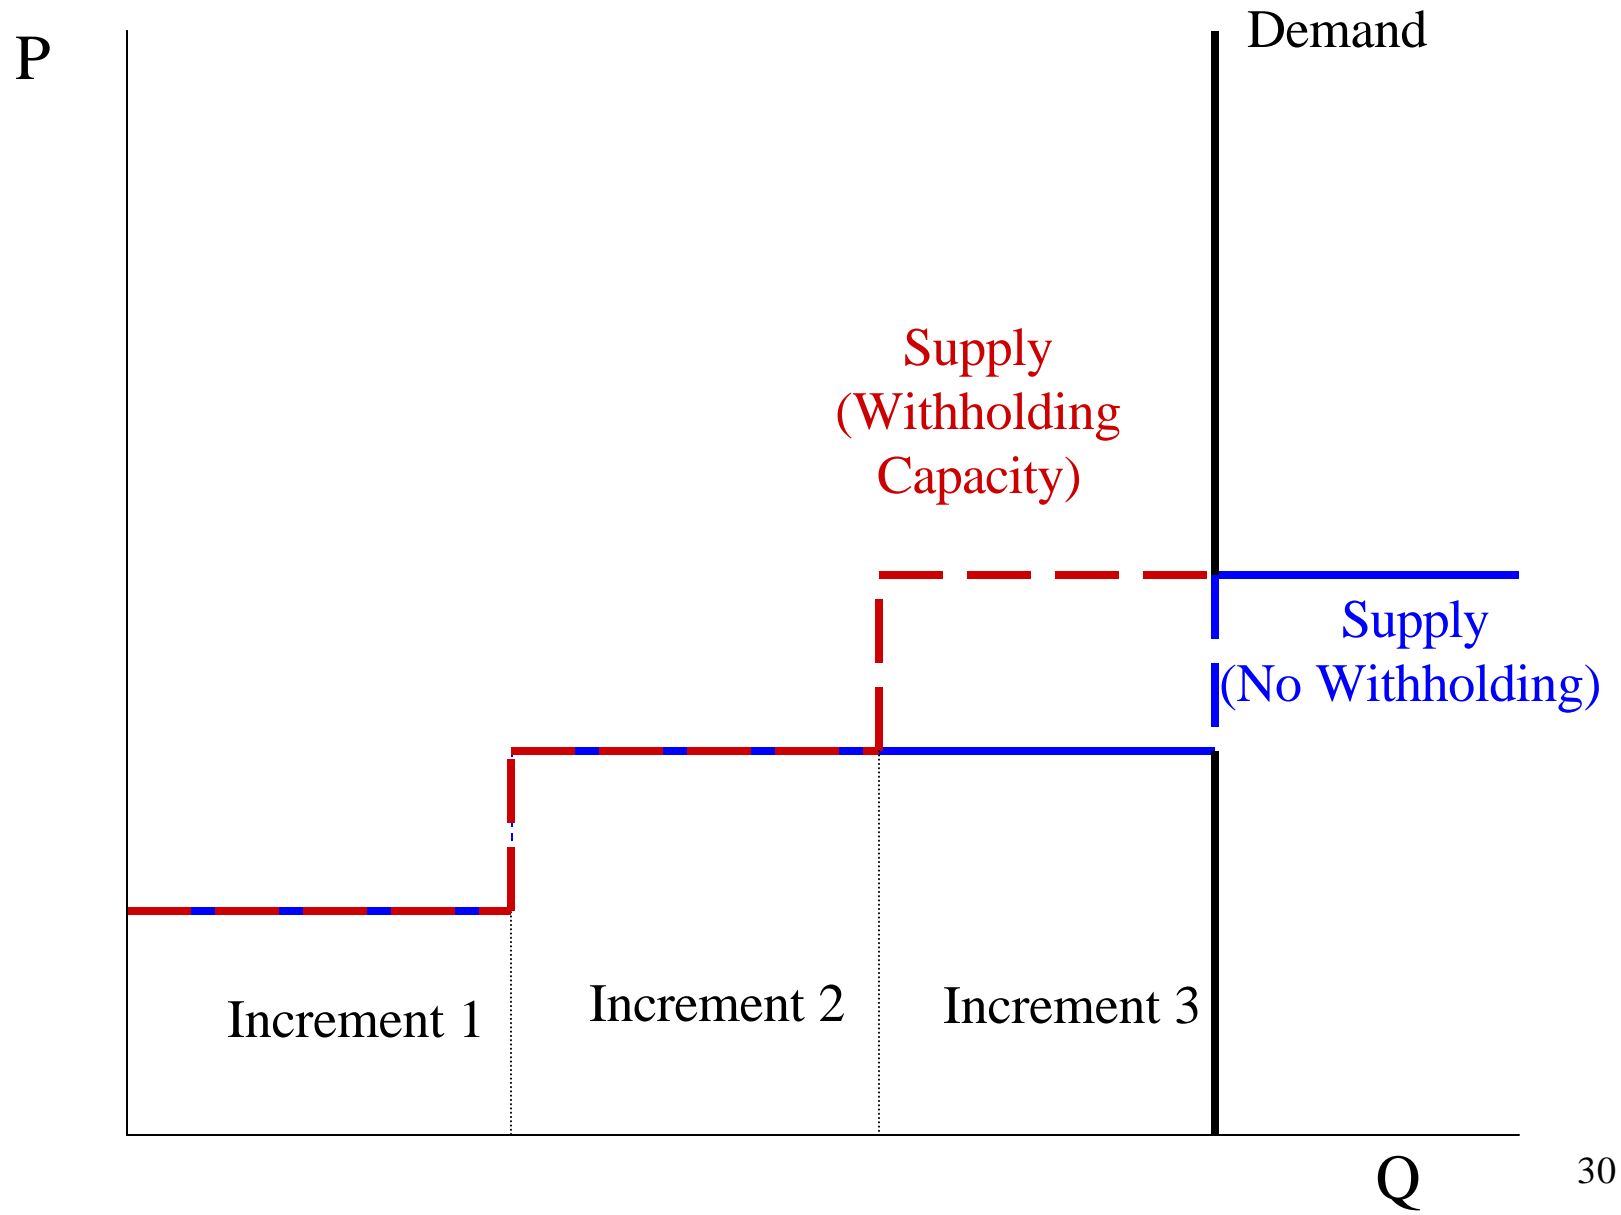 Demand
P
Supply
(Withholding
Capacity)
Supply
(No Withholding)
Increment 1
Increment 2
Increment 3
Q
30